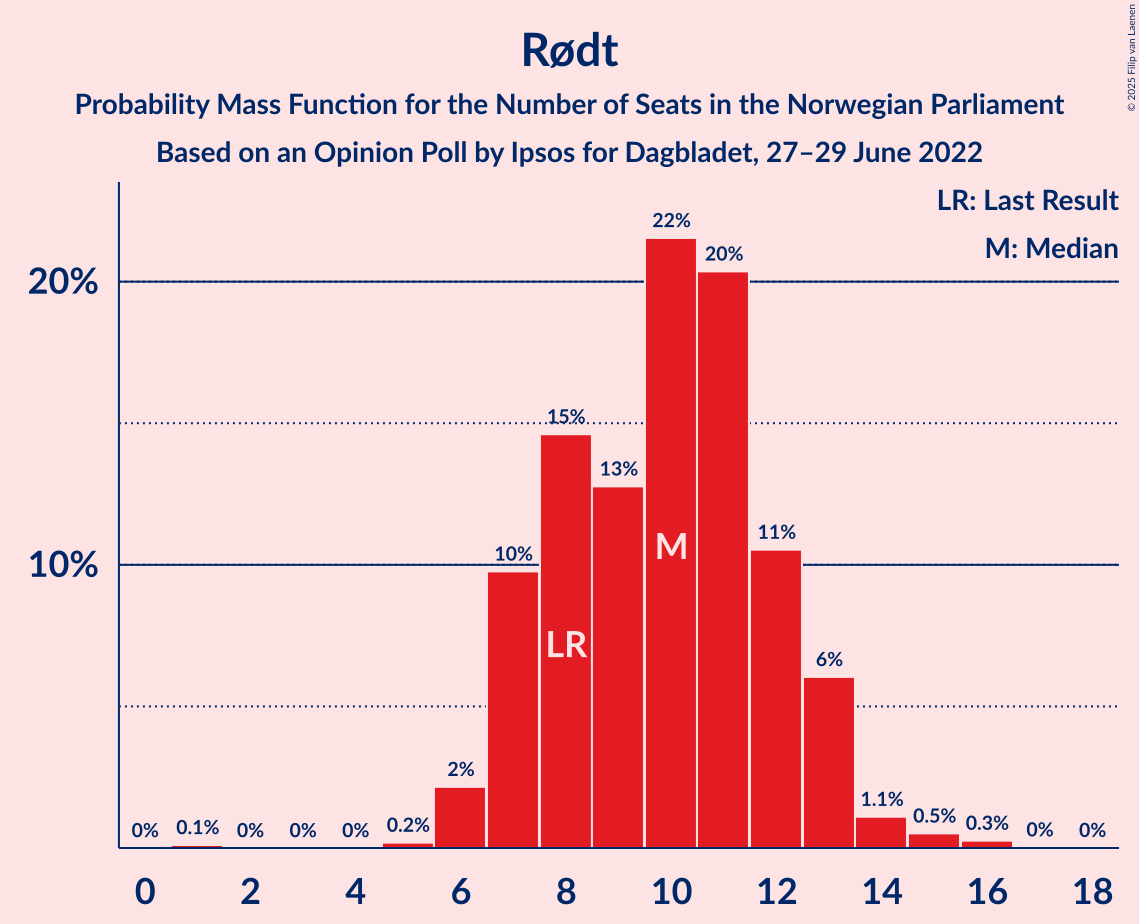 © 2025 Filip van Laenen
Rødt
Probability Mass Function for the Number of Seats in the Norwegian Parliament
Based on an Opinion Poll by Ipsos for Dagbladet, 27–29 June 2022
LR: Last Result
M: Median
20%
10%
0% 0.1% 0% 0% 0% 0.2% 2% 10% 15% 13% 22% 20% 11% 6% 1.1% 0.5% 0.3% 0% 0%
LR M
0 2 4 6 8 10 12 14 16 18